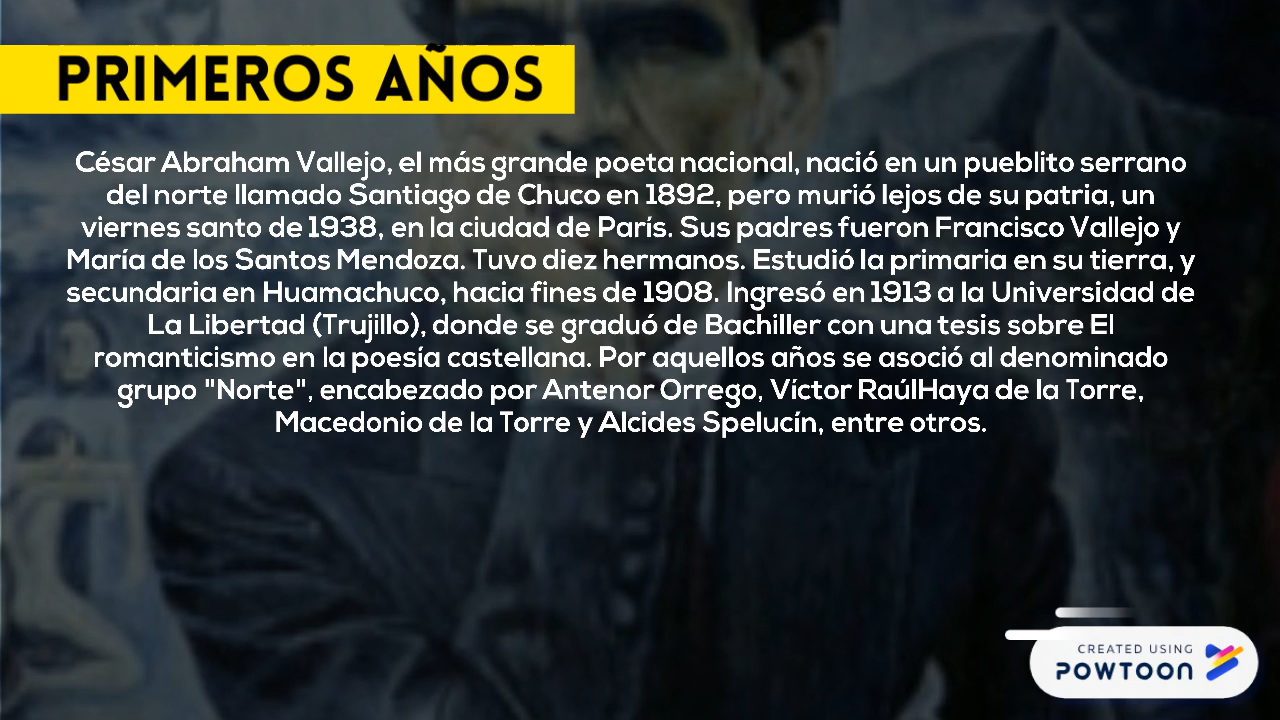 PRIMEROS AÑOS
César Abraham Vallejo, el más grande poeta nacional, nació en un pueblito serrano
del norte llamado Santiago de Chuco en 1892, pero murió lejos de su patria, un
viernes santo de 1938, en la ciudad de París. Sus padres fueron Francisco Vallejo y
María de los Santos Mendoza. Tuvo diez hermanos. Estudió la primaria en su tierra, y
secundaria en Huamachuco, hacia fines de 1908. Ingresó en 1913 a la Universidad de
La Libertad (Trujillo), donde se graduó de Bachiller con una tesis sobre El
romanticismo en la poesía castellana. Por aquellos años se asoció al denominado
grupo "Norte", encabezado por Antenor Orrego, Víctor RaúlHaya de la Torre,
Macedonio de la Torre y Alcides Spelucín, entre otros.
CREATED USING
POWTOON